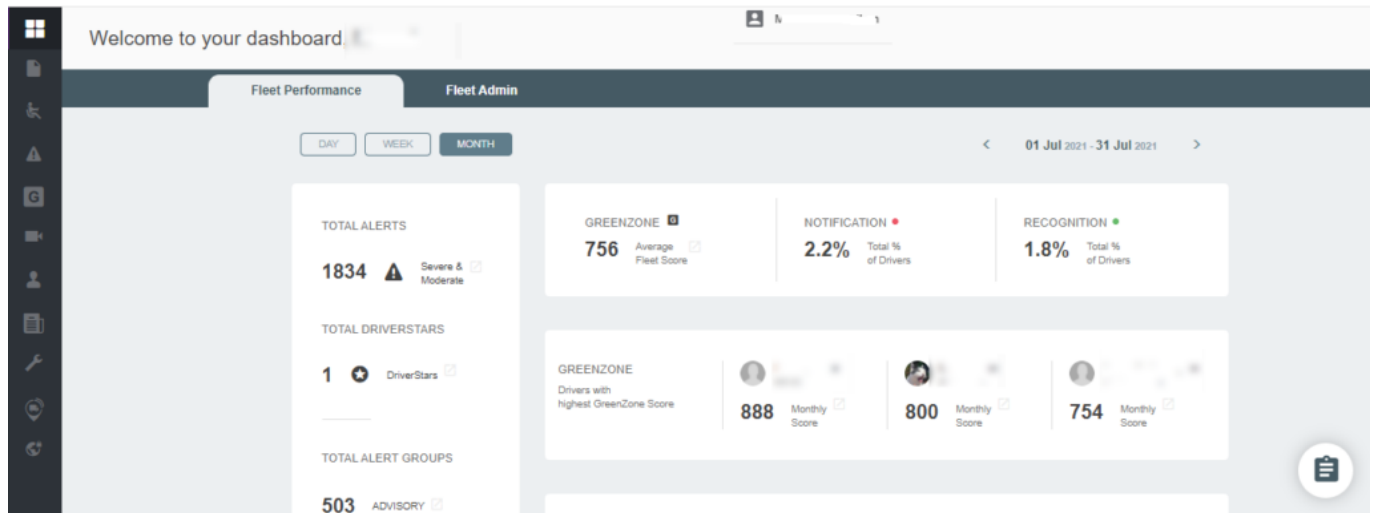 Welcome to your dashboard,
Fleet Performance
Fleet Admin
DAY
WEEK
MONTH
01 Jul 2021 - 31 Jul 2021
TOTAL ALERTS
1834 Severe & Moderate
TOTAL DRIVERSTARS
1 DriverStars
TOTAL ALERT GROUPS
503 ADVISORY
GREENZONE G
756 Average Fleet Score
NOTIFICATION
2.2% Total % of Drivers
RECOGNITION
1.8% Total % of Drivers
GREENZONE
Drivers with
highest GreenZone Score
888 Monthly Score
800 Monthly Score
754 Monthly Score
G